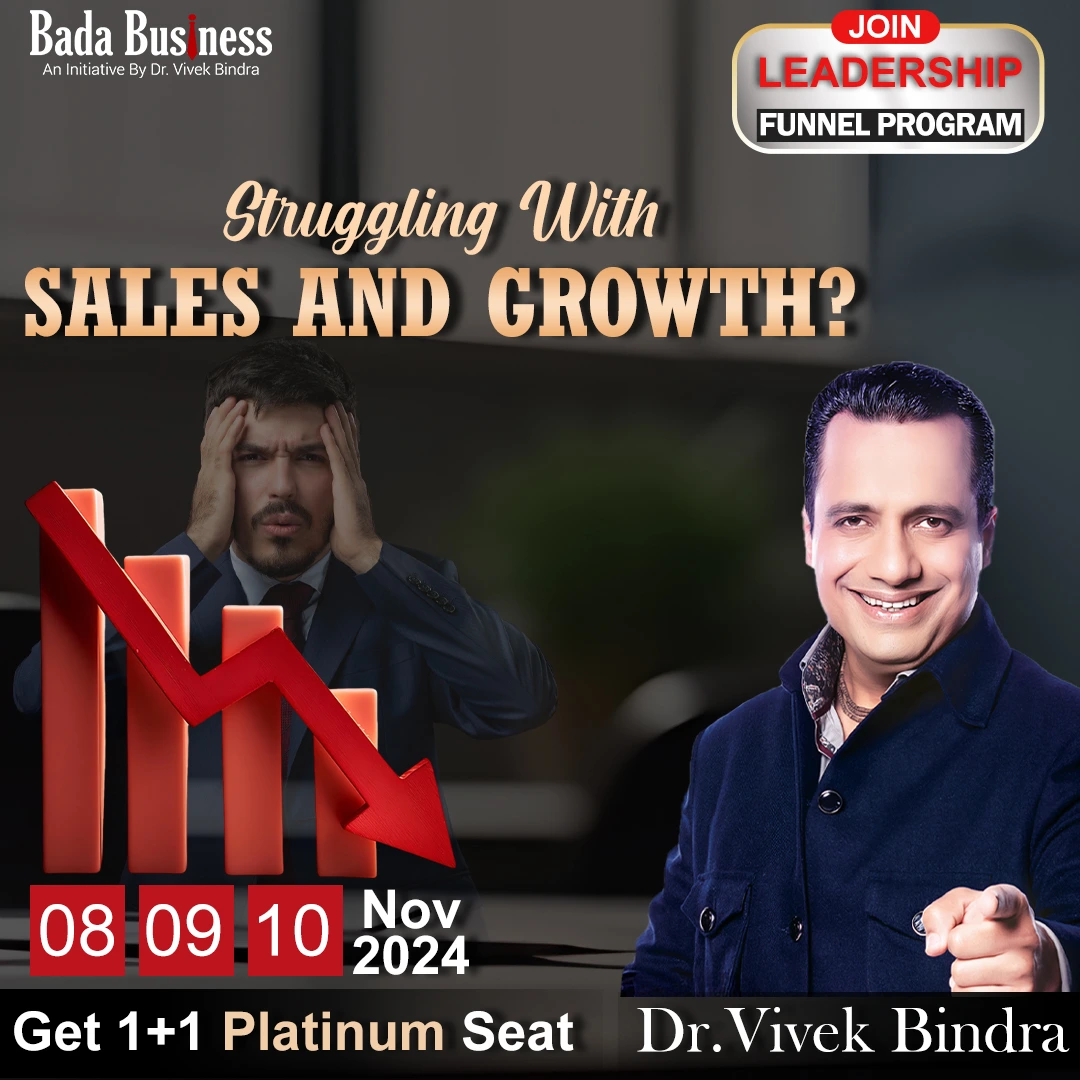 Bada Business
An Initiative By Dr. Vivek Bindra
JOIN
LEADERSHIP
FUNNEL PROGRAM
Struggling With
SALES AND GROWTH?
08 09 10 Nov
2024
Get 1+1 Platinum Seat
Dr.Vivek Bindra